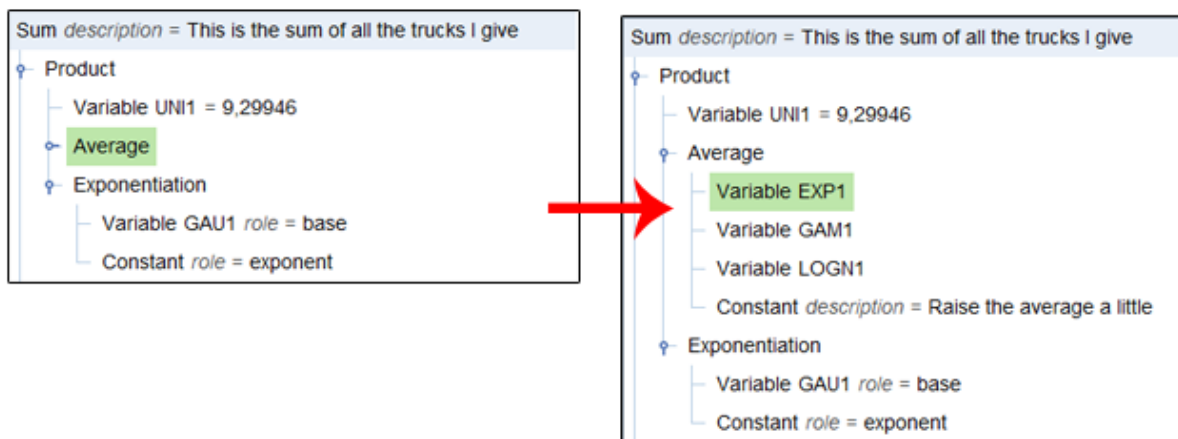 Sum description = This is the sum of all the trucks I give
Product
Variable UNI1 = 9,29946
Average
Exponentiation
Variable GAU1 role = base
Constant role = exponent
Sum description = This is the sum of all the trucks I give
Product
Variable UNI1 = 9,29946
Average
Variable EXP1
Variable GAM1
Variable LOGN1
Constant description = Raise the average a little
Exponentiation
Variable GAU1 role = base
Constant role = exponent